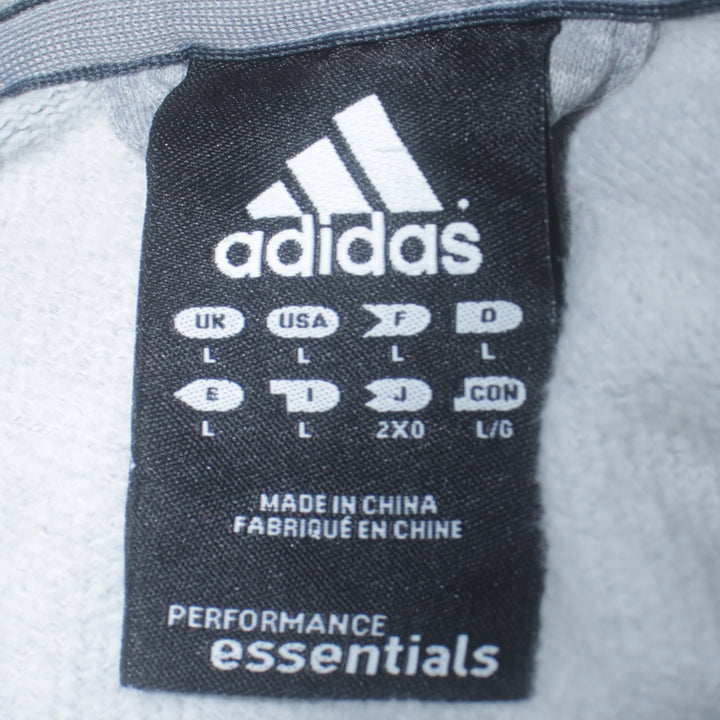 adidas
UK USA F D
L L L L
E I J CON
L L 2XO L/G
MADE IN CHINA
FABRIQUÉ EN CHINE
PERFORMANCE
essentials